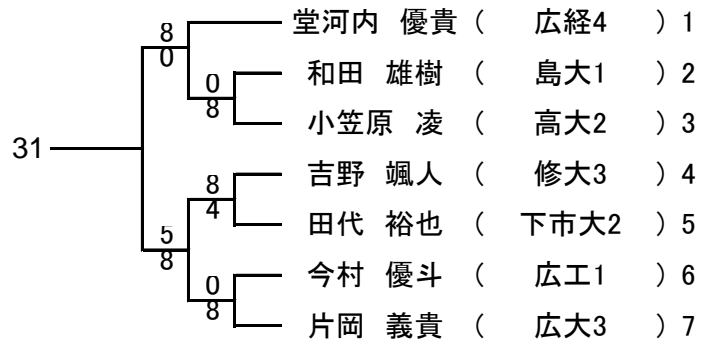 堂河内 優貴 ( 広経4 ) 1
8
0
和田 雄樹 ( 島大1 ) 2
0
8
小笠原 凌 ( 高大2 ) 3
31
吉野 颯人 ( 修大3 ) 4
8
4
田代 裕也 ( 下市大2 ) 5
5
8
今村 優斗 ( 広工1 ) 6
0
8
片岡 義貴 ( 広大3 ) 7